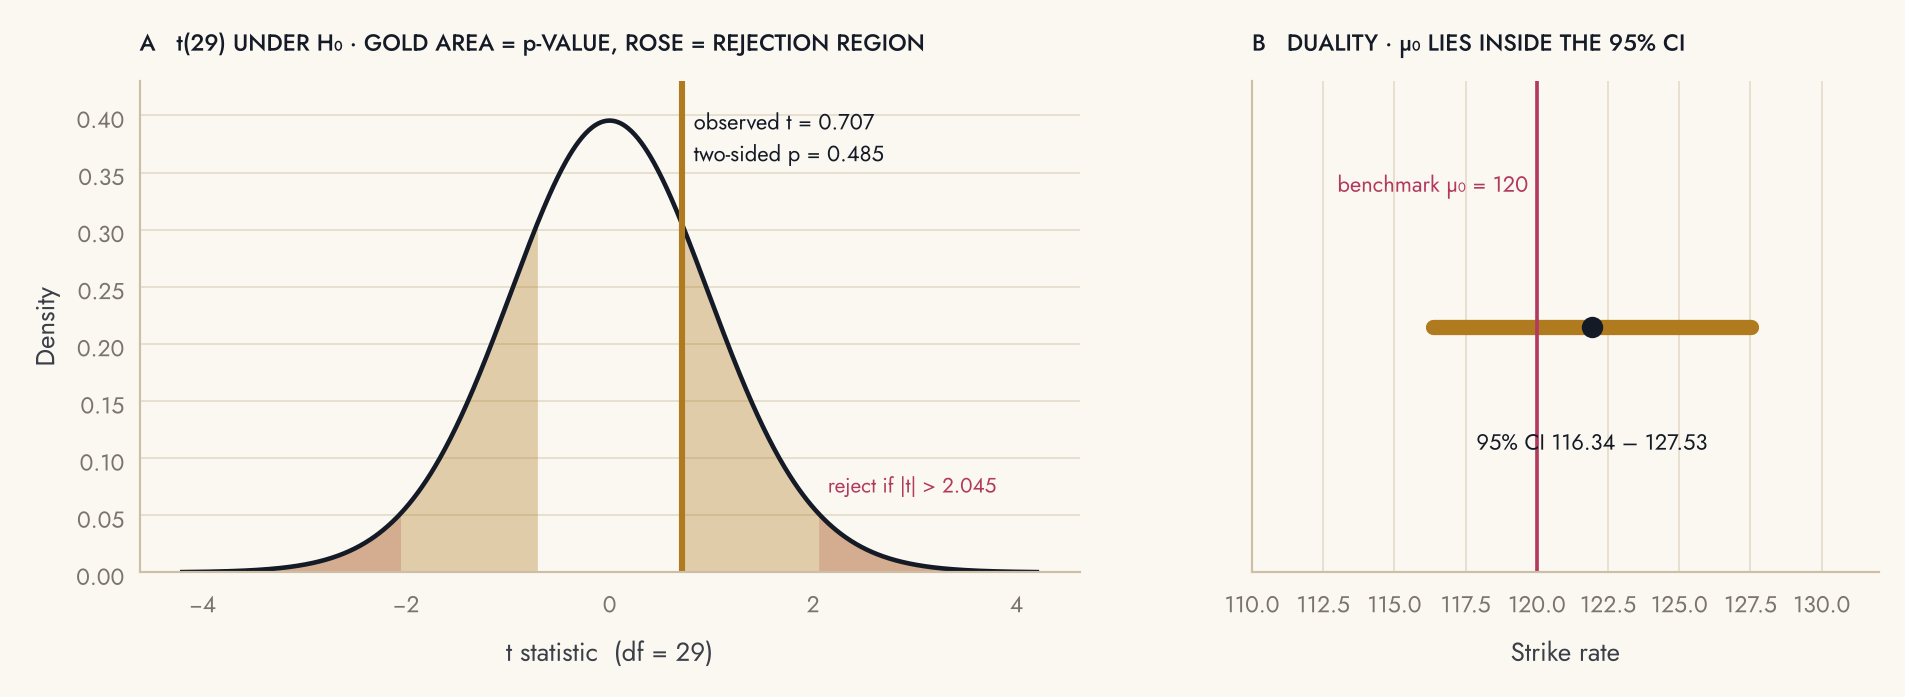 A t(29) UNDER H₀ · GOLD AREA = p-VALUE, ROSE = REJECTION REGION
observed t = 0.707
two-sided p = 0.485
reject if |t| > 2.045
0.40
0.35
0.30
0.25
0.20
0.15
0.10
0.05
0.00
Density
−4 −2 0 2 4
t statistic (df = 29)
B DUALITY · μ₀ LIES INSIDE THE 95% CI
benchmark μ₀ = 120
95% CI 116.34 – 127.53
110.0 112.5 115.0 117.5 120.0 122.5 125.0 127.5 130.0
Strike rate